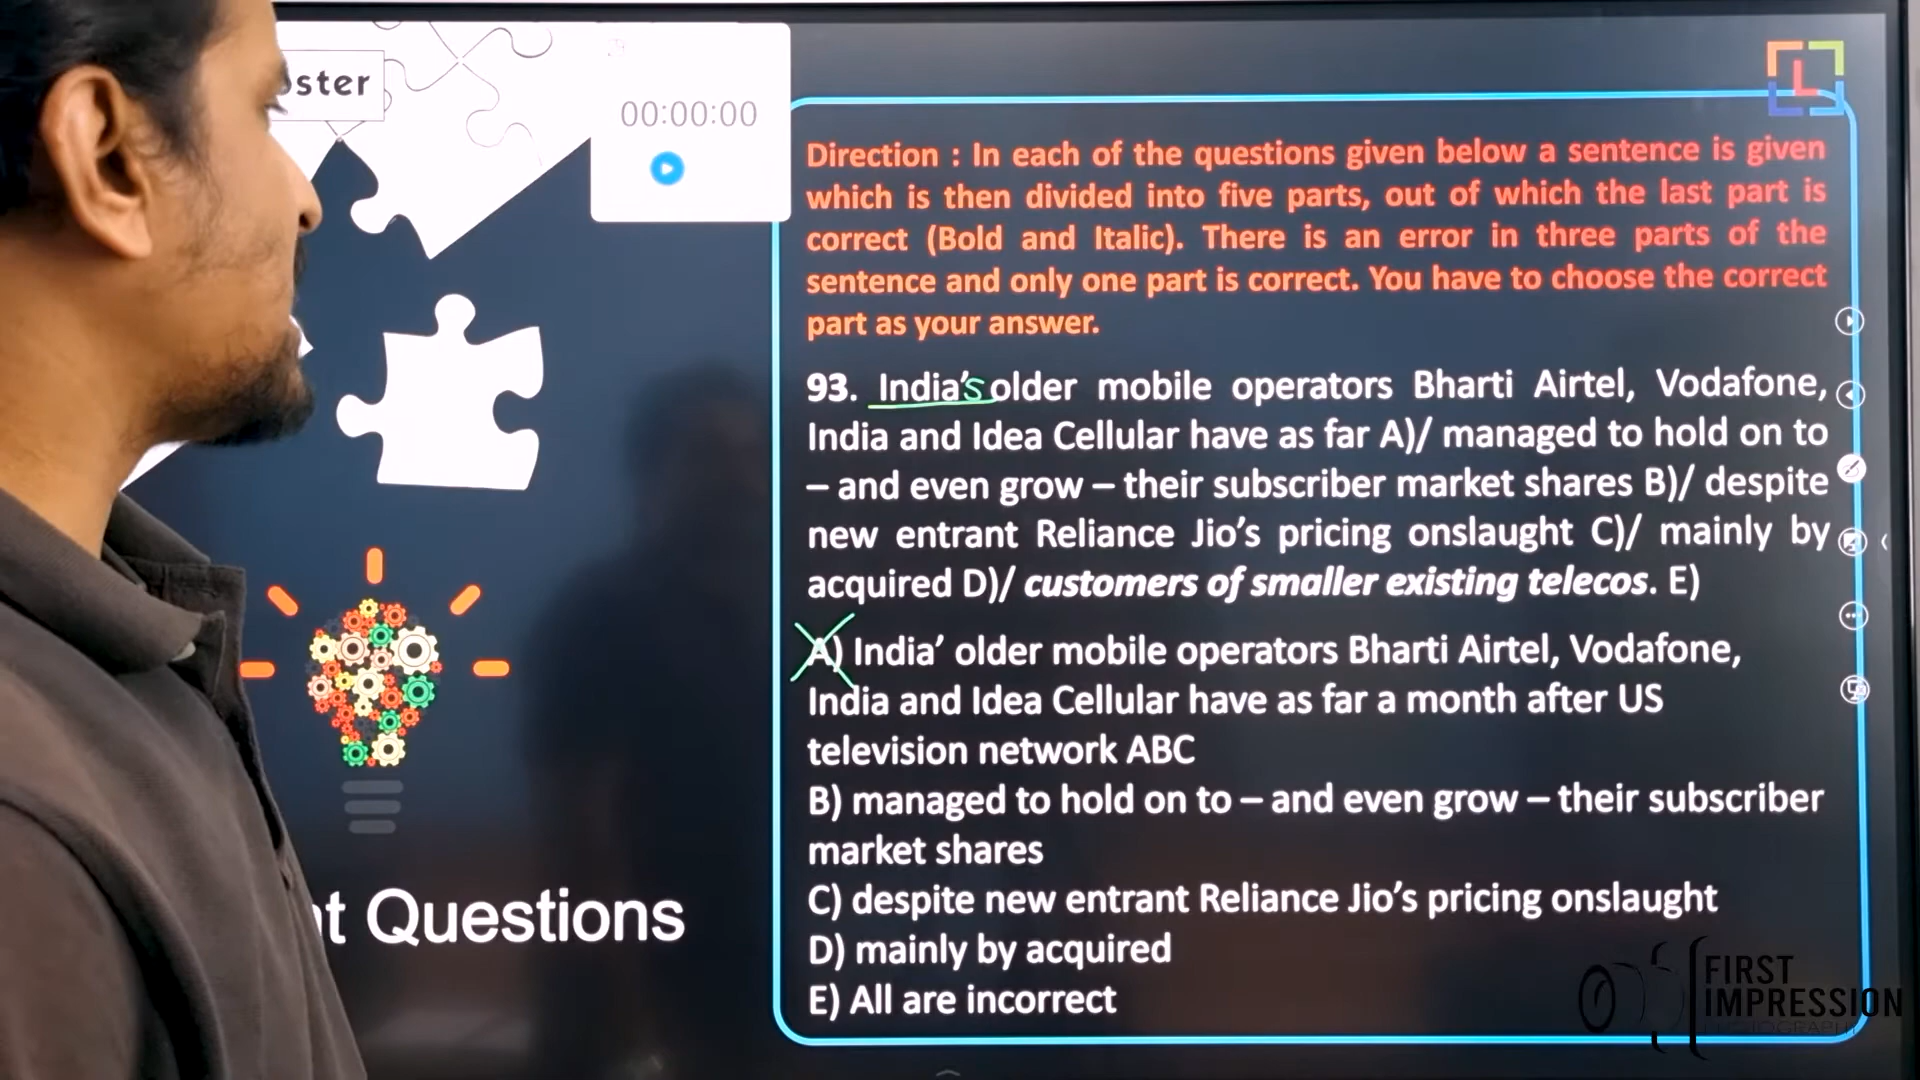 ster
00:00:00
L
Direction : In each of the questions given below a sentence is given
which is then divided into five parts, out of which the last part is
correct (Bold and Italic). There is an error in three parts of the
sentence and only one part is correct. You have to choose the correct
part as your answer.
93. India's older mobile operators Bharti Airtel, Vodafone,
India and Idea Cellular have as far A)/ managed to hold on to
– and even grow – their subscriber market shares B)/ despite
new entrant Reliance Jio's pricing onslaught C)/ mainly by
acquired D)/ customers of smaller existing telecos. E)
A) India' older mobile operators Bharti Airtel, Vodafone,
India and Idea Cellular have as far a month after US
television network ABC
B) managed to hold on to – and even grow – their subscriber
market shares
C) despite new entrant Reliance Jio's pricing onslaught
D) mainly by acquired
E) All are incorrect
t Questions
FIRST
IMPRESSION